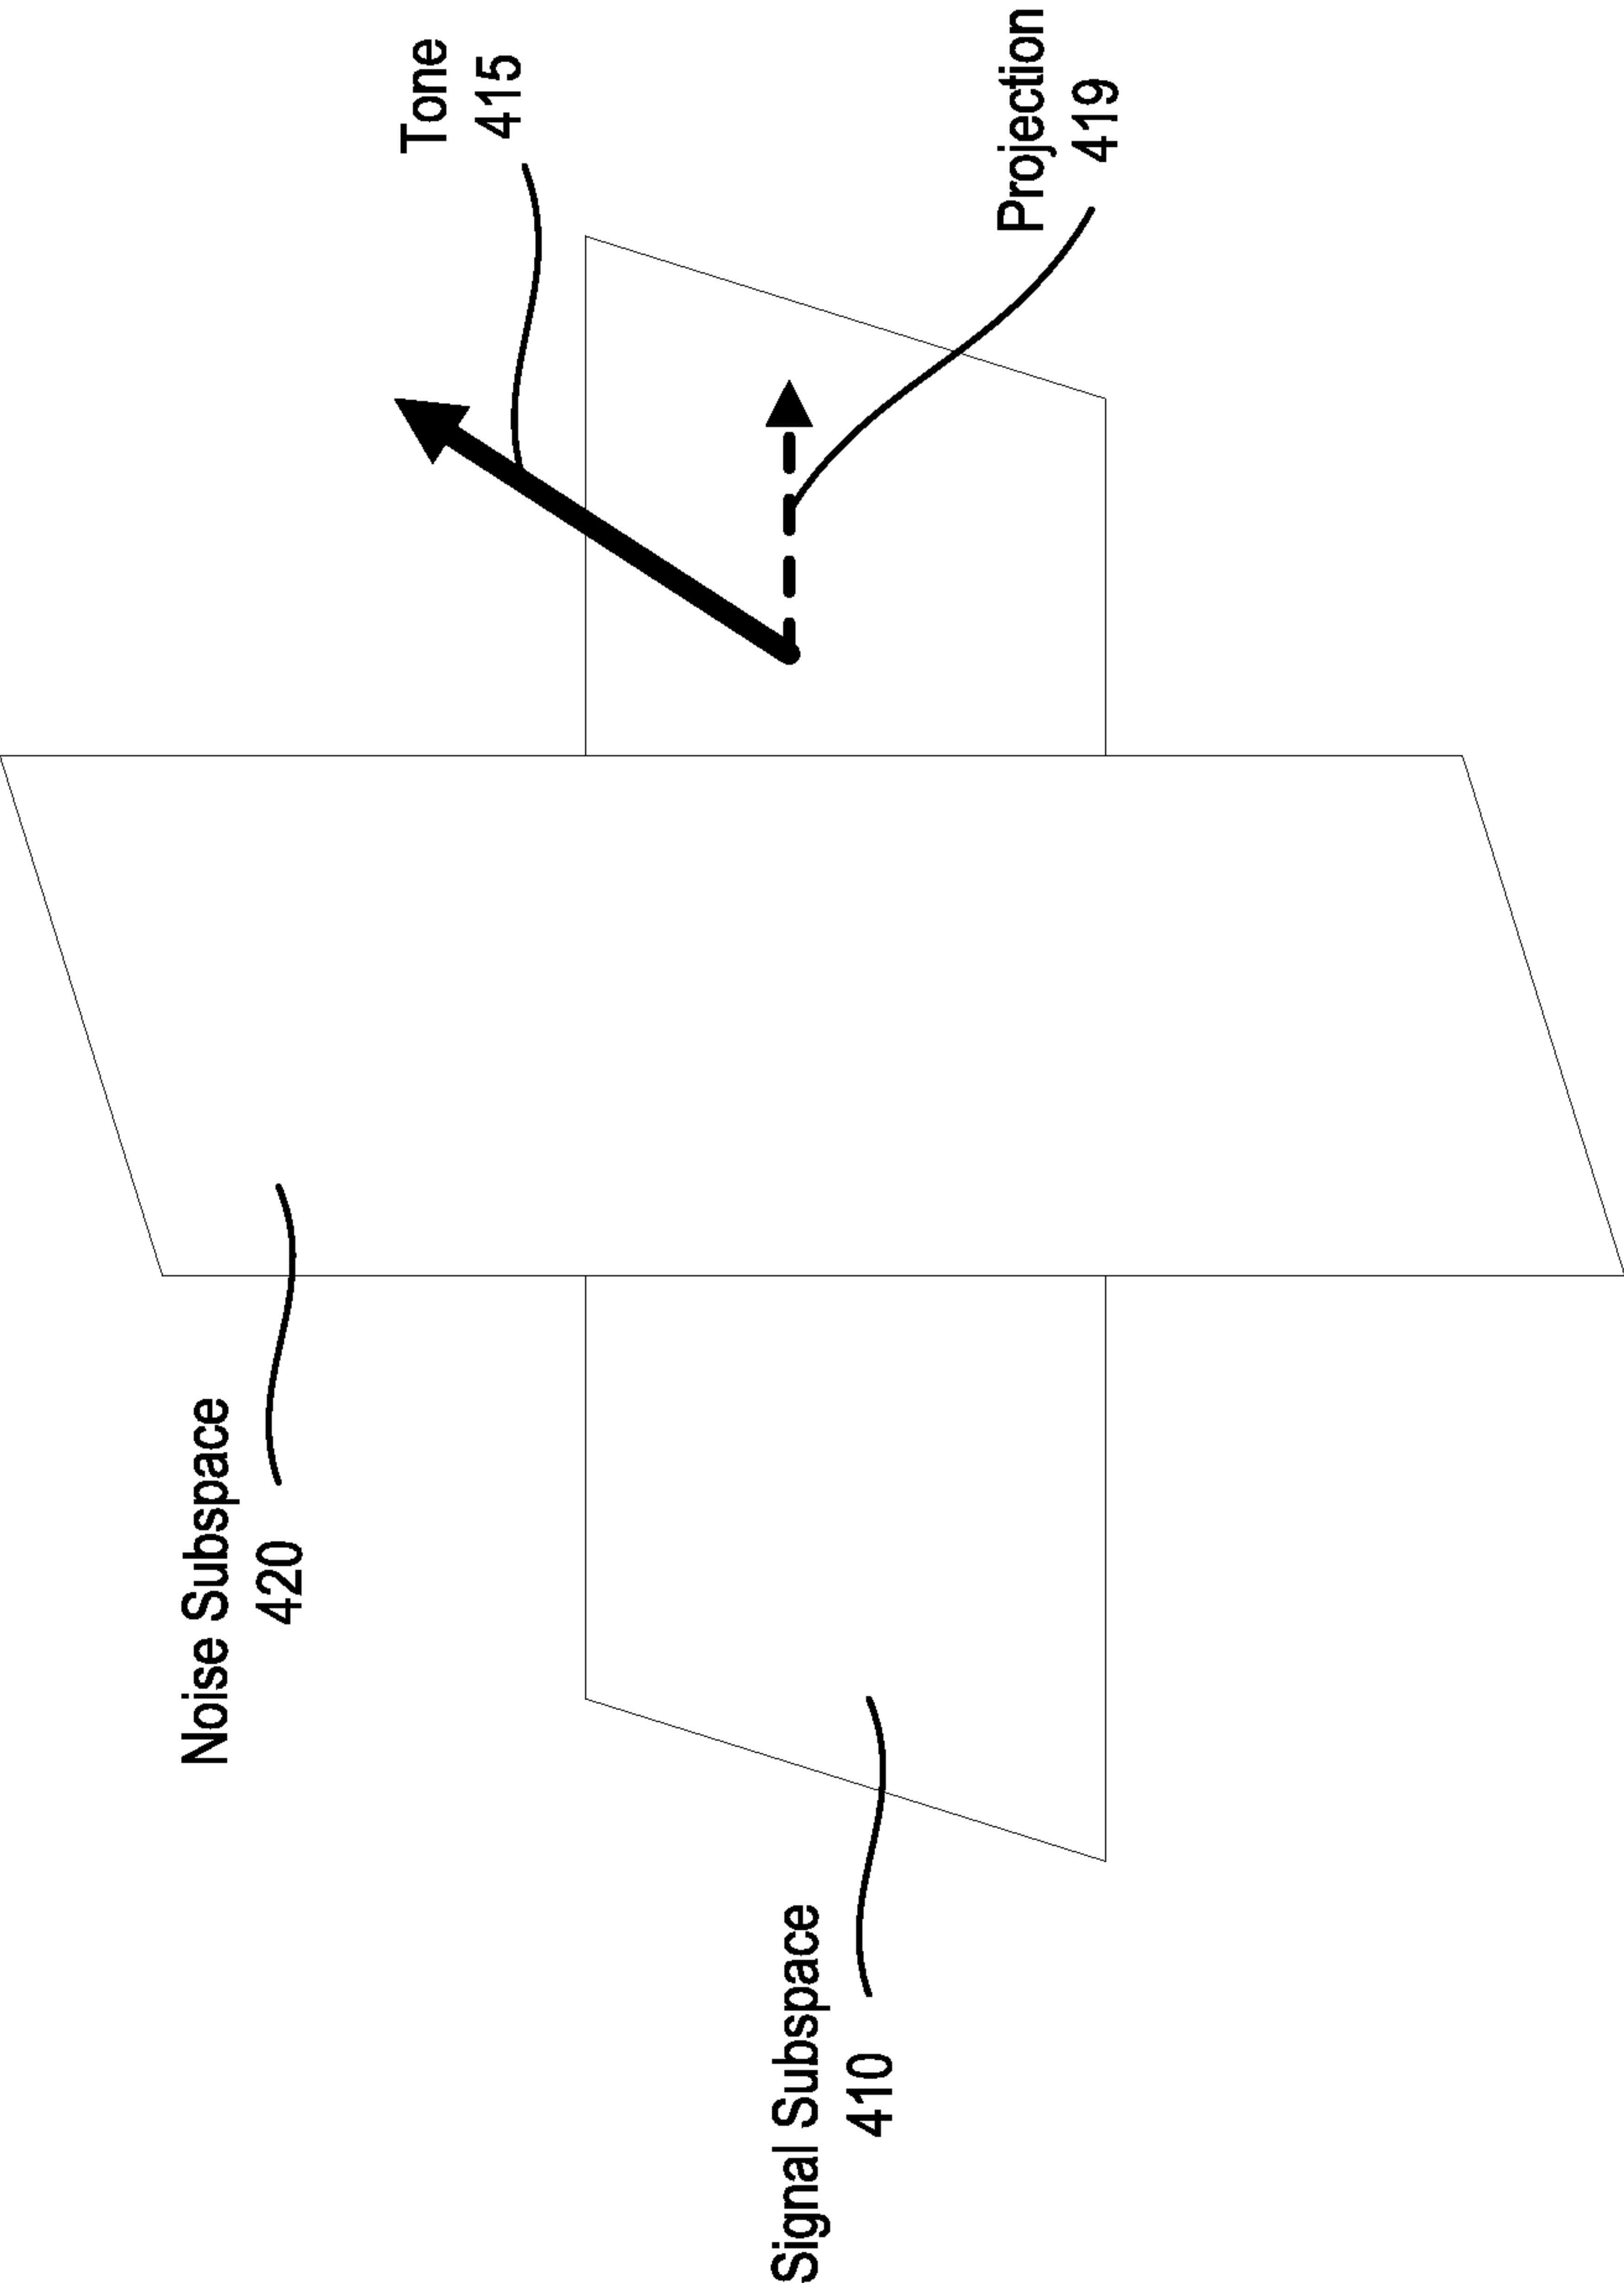 Tone
415
Noise Subspace
420
Signal Subspace
410
Projection
419